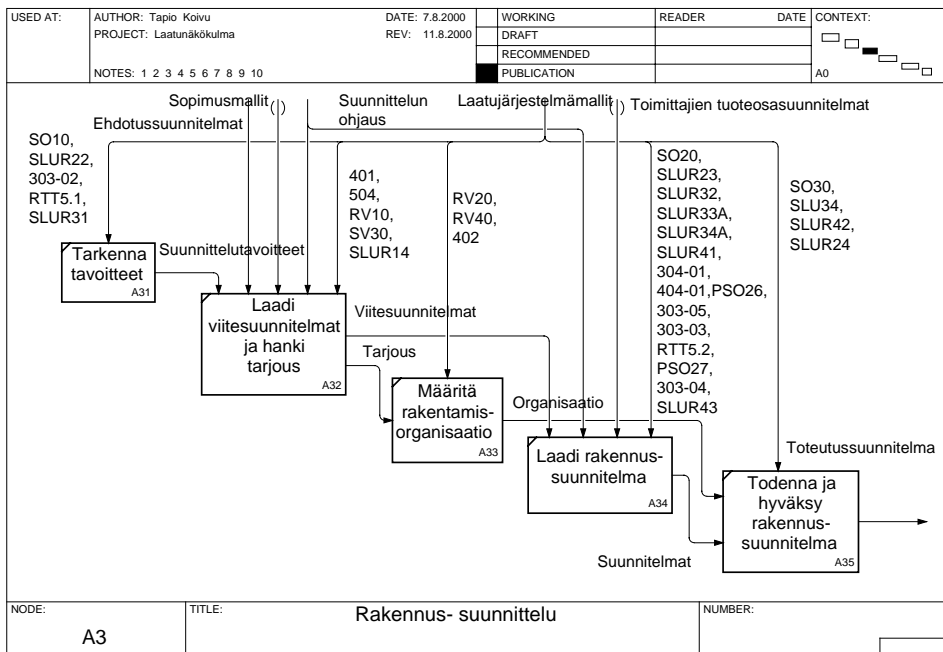 USED AT:
AUTHOR: Tapio Koivu
DATE: 7.8.2000
WORKING
READER
DATE
CONTEXT:
PROJECT: Laatunäkökulma
REV: 11.8.2000
DRAFT
RECOMMENDED
NOTES: 1 2 3 4 5 6 7 8 9 10
PUBLICATION
A0
Sopimusmallit
Suunnittelun
ohjaus
Laatujärjestelmämallit
Toimittajien tuoteosasuunnitelmat
Ehdotussuunnitelmat
SO10,
SLUR22,
303-02,
RTT5.1,
SLUR31
401,
504,
RV10,
SV30,
SLUR14
RV20,
RV40,
402
SO20,
SLUR23,
SLUR32,
SLUR33A,
SLUR34A,
SLUR41,
304-01,
404-01,PSO26,
303-05,
303-03,
RTT5.2,
PSO27,
303-04,
SLUR43
SO30,
SLU34,
SLUR42,
SLUR24
Tarkenna
tavoitteet
A31
Suunnittelutavoitteet
Laadi
viitesuunnitelmat
ja hanki
tarjous
A32
Viitesuunnitelmat
Tarjous
Määritä
rakentamis-
organisaatio
A33
Organisaatio
Laadi rakennus-
suunnitelma
A34
Toteutussuunnitelma
Todenna ja
hyväksy
rakennus-
suunnitelma
A35
Suunnitelmat
NODE:
TITLE:
Rakennus- suunnittelu
NUMBER:
A3